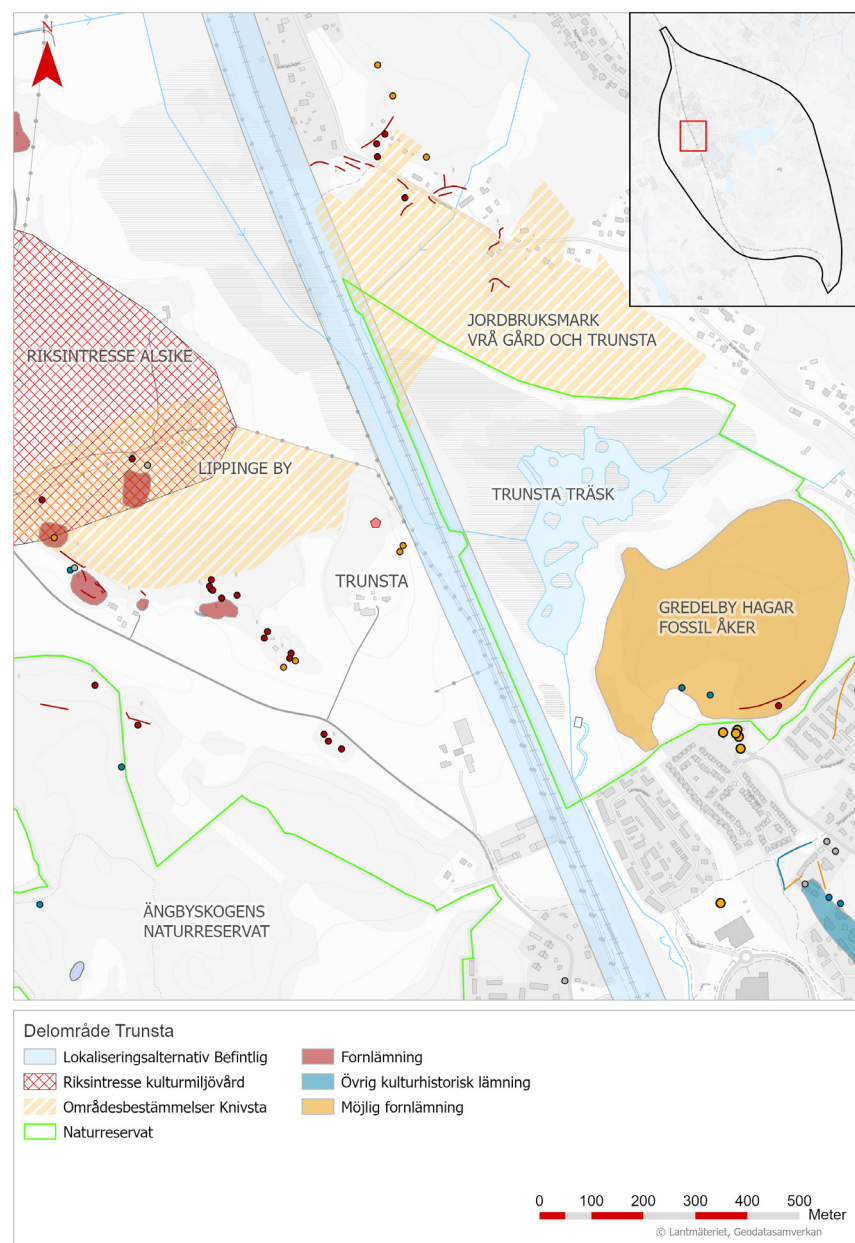 N
RIKSINTRESSE ALSIKE
JORDBRUKSMARK
VRÅ GÅRD OCH TRUNSTA
LIPPINGE BY
TRUNSTA TRÄSK
TRUNSTA
GREDELBY HAGAR
FOSSIL ÅKER
ÄNGBYSKOGENS
NATURRESERVAT
Delområde Trunsta
Lokaliseringsalternativ Befintlig
Riksintresse kulturmiljövård
Områdesbestämmelser Knivsta
Naturreservat
Fornlämning
Övrig kulturhistorisk lämning
Möjlig fornlämning
0 100 200 300 400 500
Meter
© Lantmäteriet, Geodatasamverkan